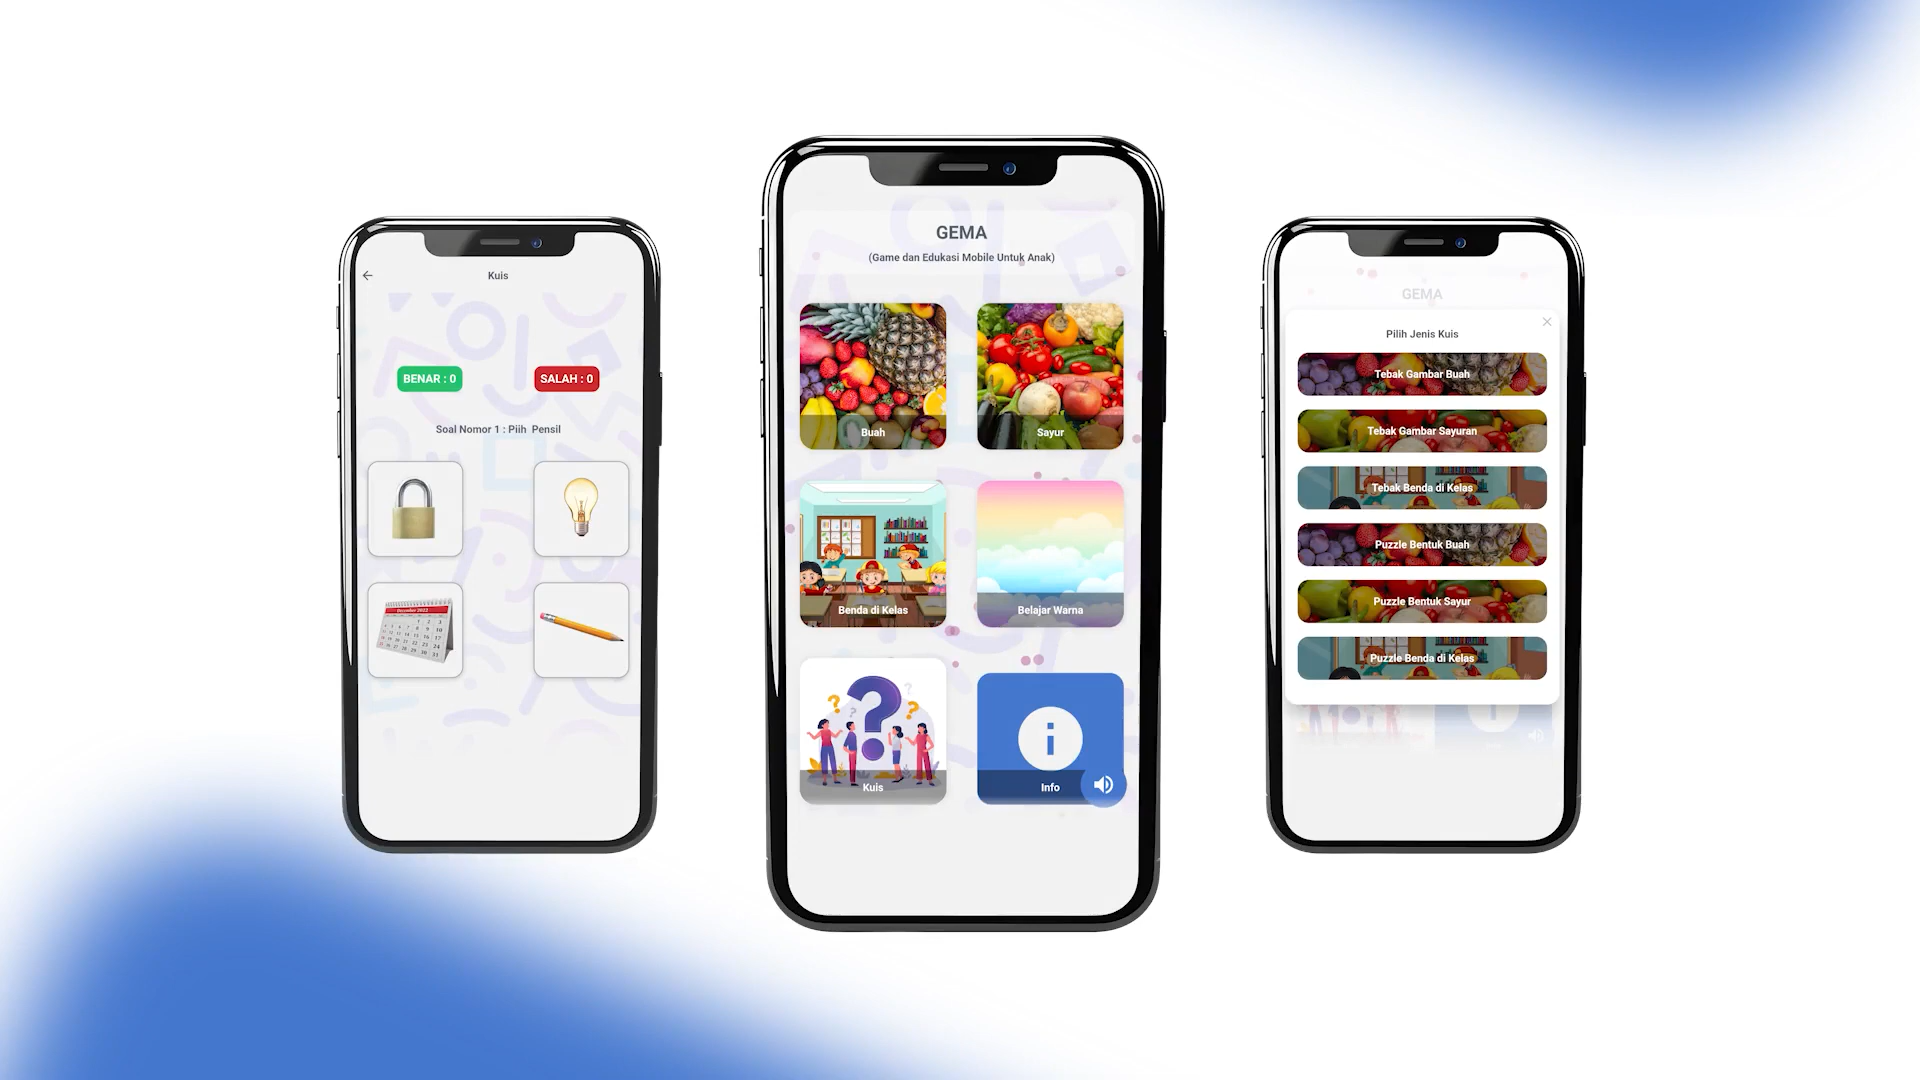 Kuis
BENAR : 0
SALAH : 0
Soal Nomor 1 : Piih Pensil
December 2022
GEMA
(Game dan Edukasi Mobile Untuk Anak)
Buah
Sayur
Benda di Kelas
Belajar Warna
Kuis
Info
GEMA
Pilih Jenis Kuis
Tebak Gambar Buah
Tebak Gambar Sayuran
Tebak Benda di Kelas
Puzzle Bentuk Buah
Puzzle Bentuk Sayur
Puzzle Benda di Kelas